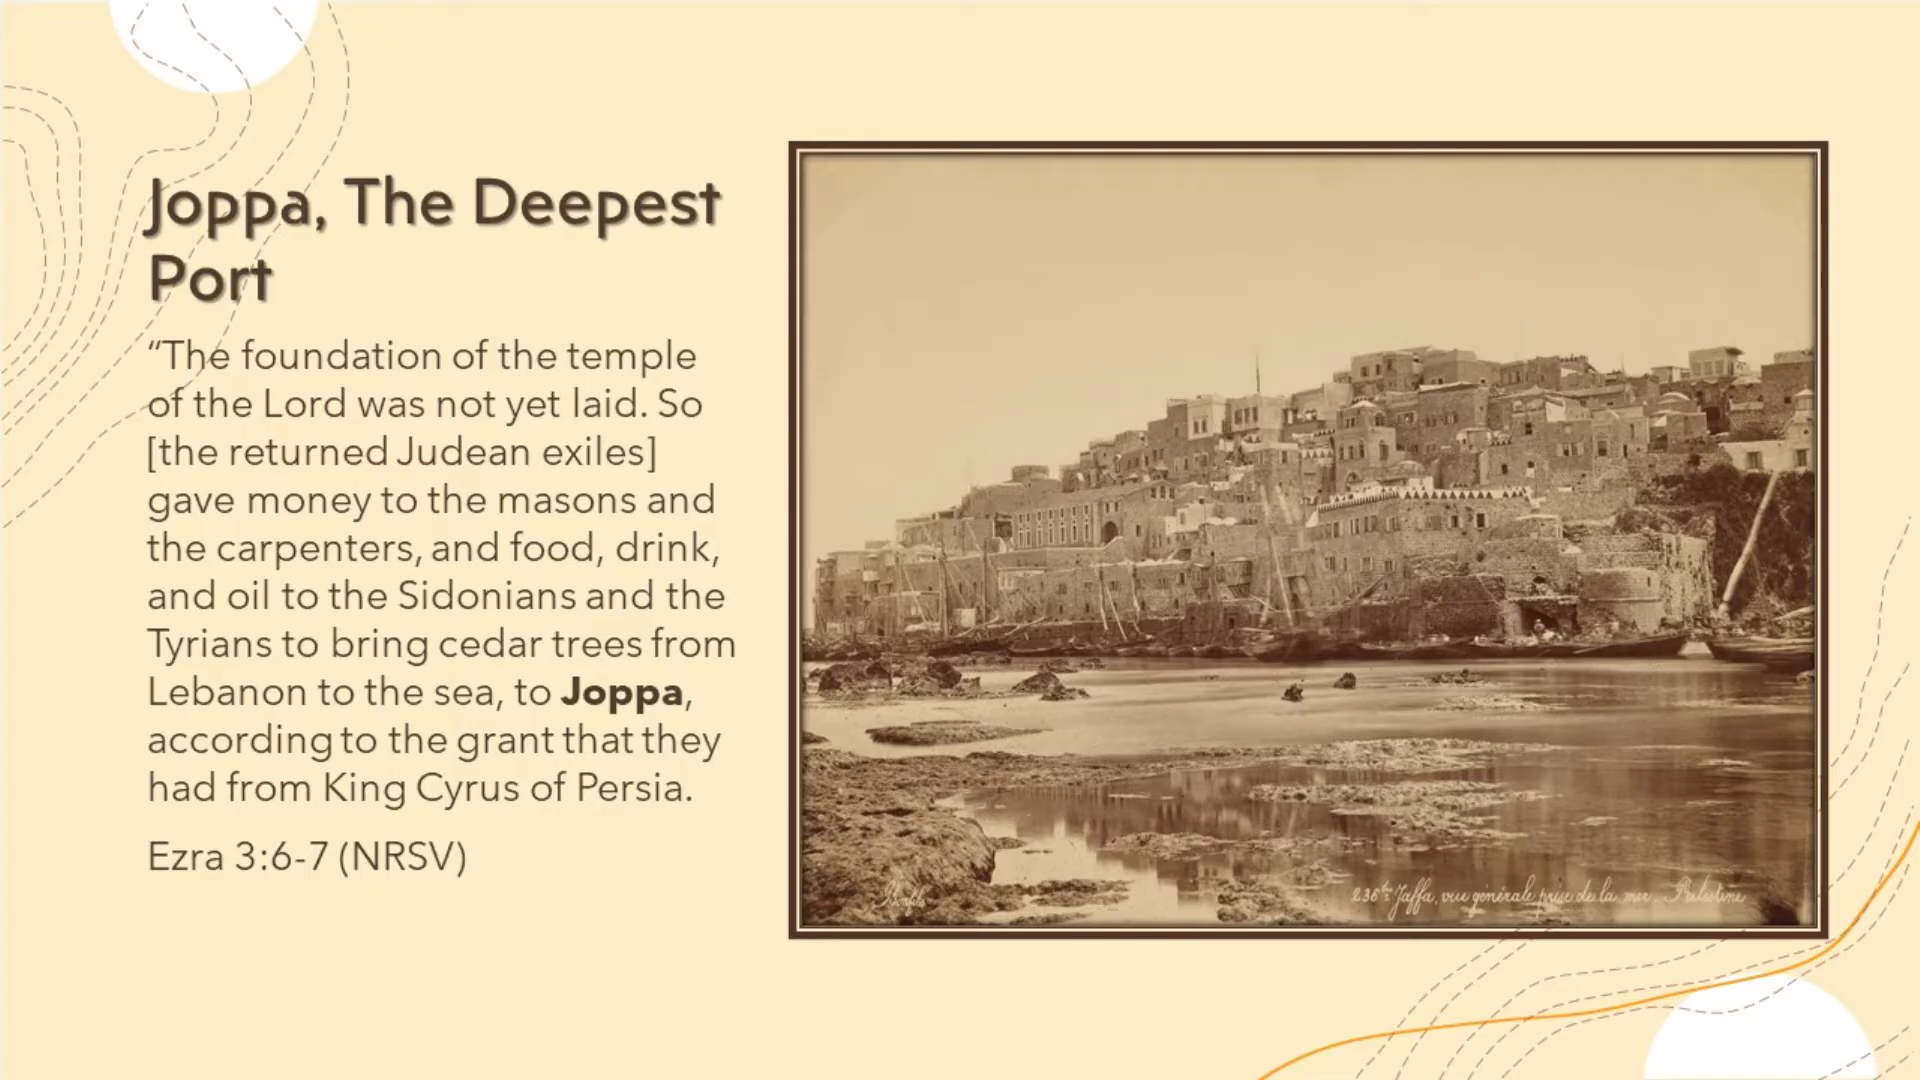 Joppa, The Deepest
Port
“The foundation of the temple
of the Lord was not yet laid. So
[the returned Judean exiles]
gave money to the masons and
the carpenters, and food, drink,
and oil to the Sidonians and the
Tyrians to bring cedar trees from
Lebanon to the sea, to Joppa,
according to the grant that they
had from King Cyrus of Persia.
Ezra 3:6-7 (NRSV)
Bonfils
Jaffa, vue générale prise de la mer. Palestine